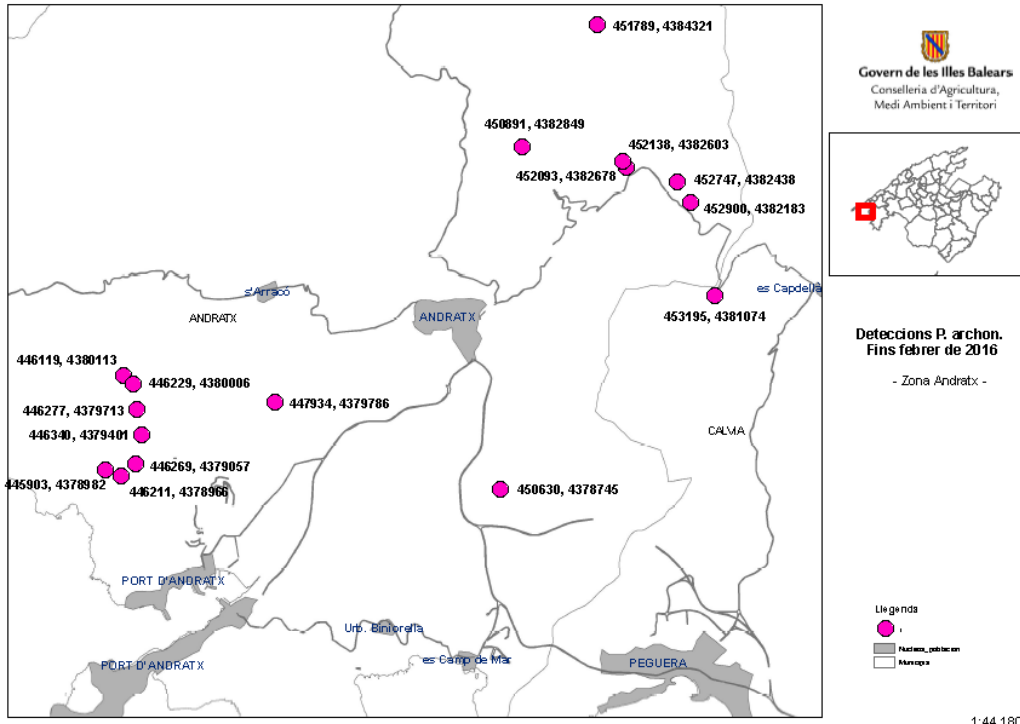 451789, 4384321
Govern de les Illes Balears
Conselleria d'Agricultura,
Medi Ambient i Territori
450891, 4382849
452138, 4382603
452093, 4382678
452747, 4382438
452900, 4382183
s'Arracó
ANDRATX
ANDRATX
es Capdellà
453195, 4381074
Deteccions P. archon.
Fins febrer de 2016
- Zona Andratx -
446119, 4380113
446229, 4380006
446277, 4379713
447934, 4379786
446340, 4379401
CALVIA
446269, 4379057
445903, 4378982
446211, 4378966
450630, 4378745
PORT D'ANDRATX
Urb. Biniorella
PORT D'ANDRATX
es Camp de Mar
PEGUERA
Llegenda
Nucleos_poblacion
Municipis
1:44.180